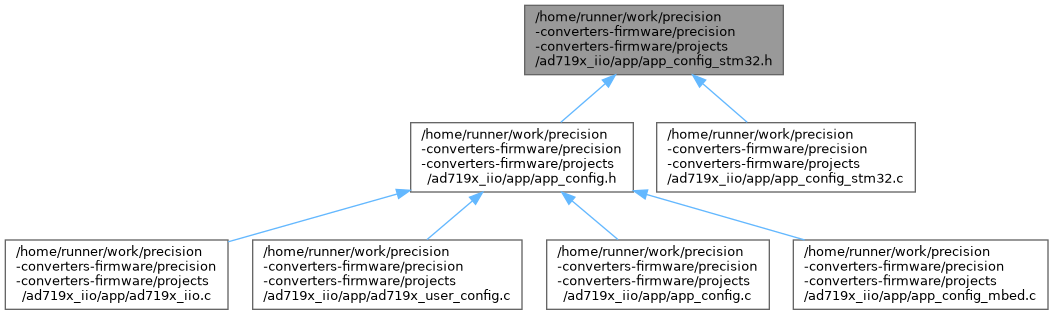 /home/runner/work/precision
-converters-firmware/precision
-converters-firmware/projects
/ad719x_iio/app/app_config_stm32.h
/home/runner/work/precision
-converters-firmware/precision
-converters-firmware/projects
/ad719x_iio/app/app_config.h
/home/runner/work/precision
-converters-firmware/precision
-converters-firmware/projects
/ad719x_iio/app/app_config_stm32.c
/home/runner/work/precision
-converters-firmware/precision
-converters-firmware/projects
/ad719x_iio/app/ad719x_iio.c
/home/runner/work/precision
-converters-firmware/precision
-converters-firmware/projects
/ad719x_iio/app/ad719x_user_config.c
/home/runner/work/precision
-converters-firmware/precision
-converters-firmware/projects
/ad719x_iio/app/app_config.c
/home/runner/work/precision
-converters-firmware/precision
-converters-firmware/projects
/ad719x_iio/app/app_config_mbed.c